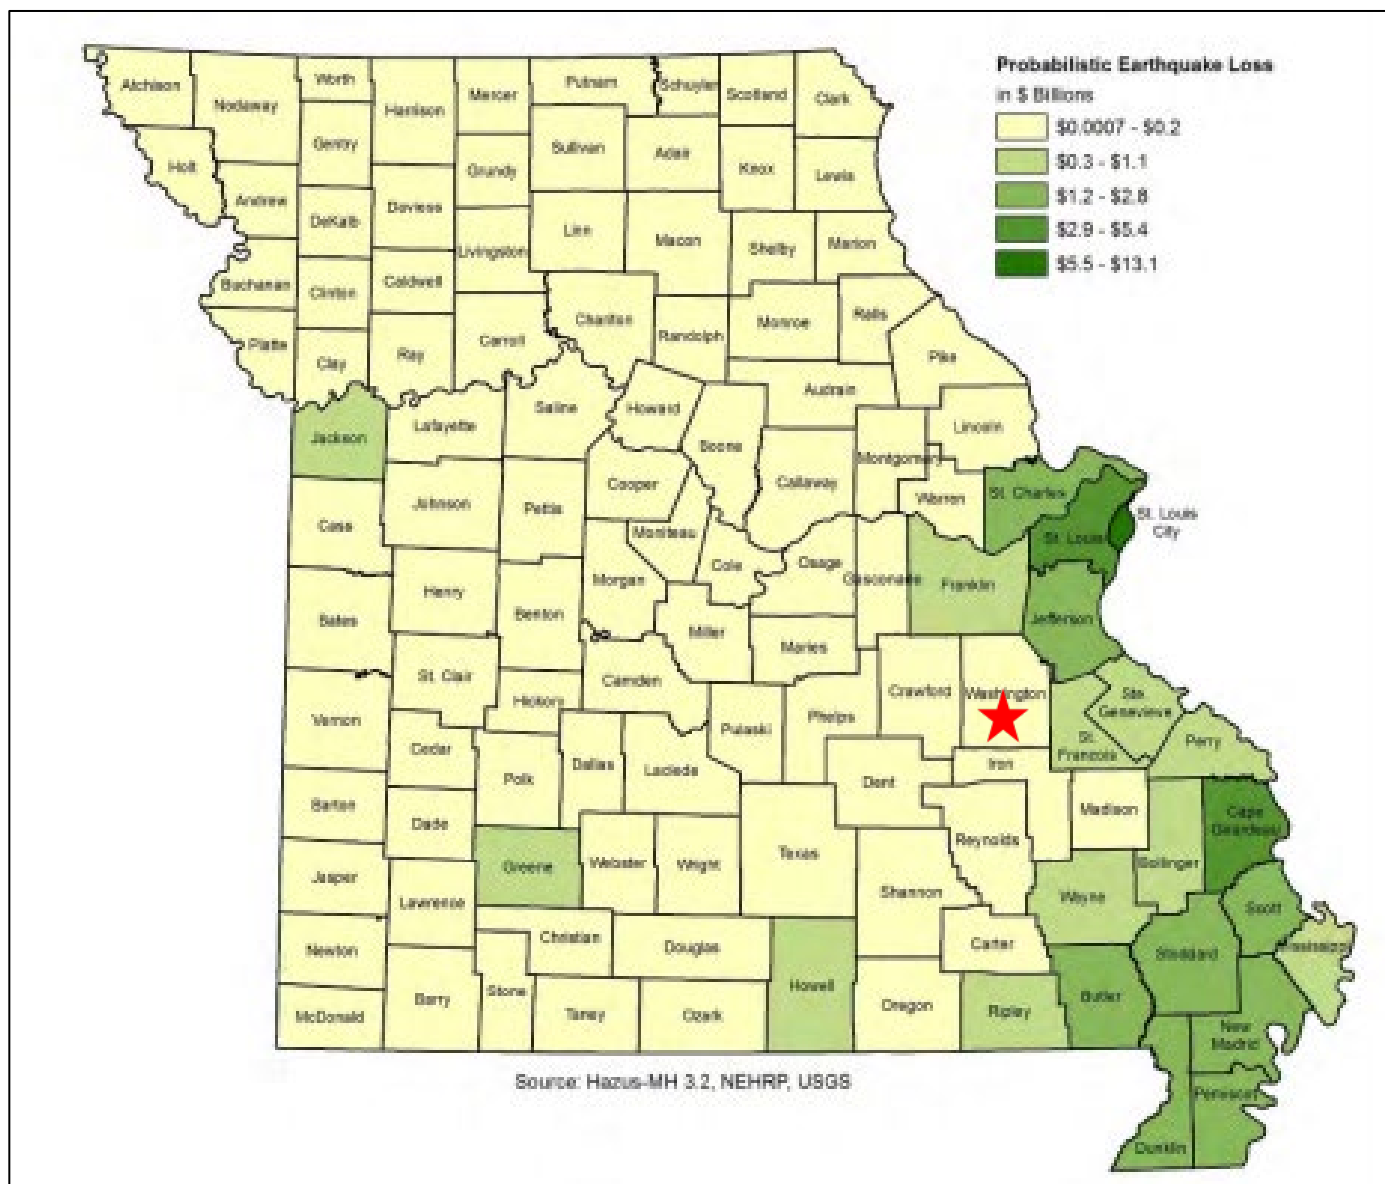 Probabilistic Earthquake Loss
in $ Billions
$0.0007 - $0.2
$0.3 - $1.1
$1.2 - $2.8
$2.9 - $5.4
$5.5 - $13.1
Atchison
Nodaway
Worth
Harrison
Mercer
Putnam
Schuyler
Scotland
Clark
Holt
Gentry
Sullivan
Adair
Knox
Lewis
Grundy
Andrew
DeKalb
Daviess
Linn
Macon
Shelby
Marion
Livingston
Buchanan
Clinton
Caldwell
Chariton
Randolph
Monroe
Ralls
Platte
Clay
Ray
Carroll
Pike
Audrain
Saline
Howard
Jackson
Lafayette
Boone
Lincoln
Montgomery
Callaway
Cooper
Warren
St. Charles
Johnson
Pettis
Cass
Moniteau
St. Louis
St. Louis
City
Cole
Osage
Gasconade
Franklin
Morgan
Henry
Benton
Bates
Miller
Maries
Jefferson
St. Clair
Camden
Crawford
Washington
Ste
Genevieve
Hickory
Vernon
Pulaski
Phelps
St.
Francois
Perry
Cedar
Polk
Dallas
Laclede
Dent
Iron
Barton
Dade
Madison
Cape
Girardeau
Reynolds
Texas
Greene
Webster
Wright
Bollinger
Jasper
Lawrence
Shannon
Wayne
Scott
Christian
Douglas
Carter
Newton
Stoddard
Mississippi
Howell
Barry
Stone
Taney
Ozark
Oregon
Ripley
Butler
McDonald
New
Madrid
Pemiscot
Dunklin
Source: Hazus-MH 3.2, NEHRP, USGS